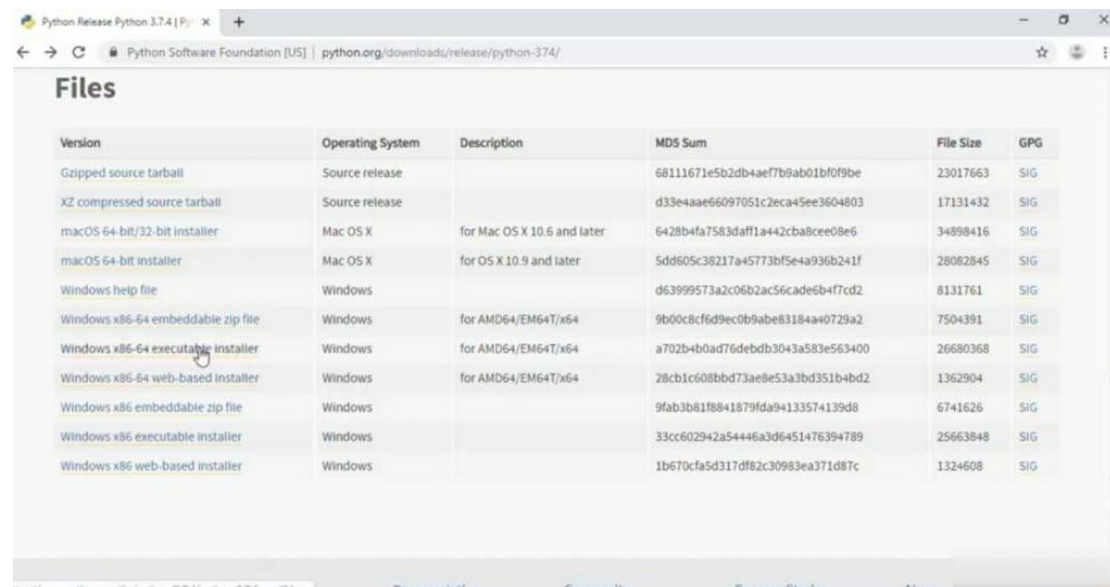 Python Release Python 3.7.4 | Py
Python Software Foundation [US] | python.org/downloads/release/python-374/
Files
Version Operating System Description MD5 Sum File Size GPG
Gzipped source tarball Source release 68111671e5b2db4aef7b9ab01bf0f9be 23017663 SIG
XZ compressed source tarball Source release d33e4aae66097051c2eca45ee3604803 17131432 SIG
macOS 64-bit/32-bit installer Mac OS X for Mac OS X 10.6 and later 6428b4fa7583daff1a442cba8cee08e6 34898416 SIG
macOS 64-bit installer Mac OS X for OS X 10.9 and later 5dd605c38217a45773bf5e4a936b241f 28082845 SIG
Windows help file Windows d63999573a2c06b2ac56cade6b4f7cd2 8131761 SIG
Windows x86-64 embeddable zip file Windows for AMD64/EM64T/x64 9b00c8cf6d9ec0b9abe83184a40729a2 7504391 SIG
Windows x86-64 executable installer Windows for AMD64/EM64T/x64 a702b4b0ad76debdb3043a583e563400 26680368 SIG
Windows x86-64 web-based installer Windows for AMD64/EM64T/x64 28cb1c608bbd73ae8e53a3bd351b4bd2 1362904 SIG
Windows x86 embeddable zip file Windows 9fab3b81f8841879fda94133574139d8 6741626 SIG
Windows x86 executable installer Windows 33cc602942a54446a3d6451476394789 25663848 SIG
Windows x86 web-based installer Windows 1b670cfa5d317df82c30983ea371d87c 1324608 SIG